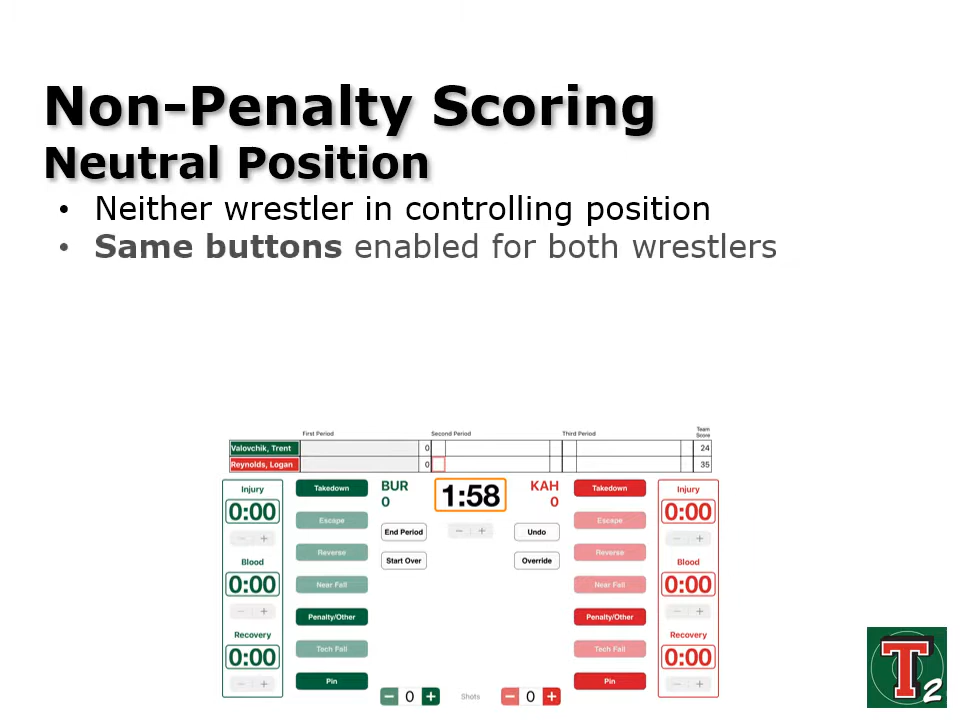 Non-Penalty Scoring
Neutral Position
• Neither wrestler in controlling position
• Same buttons enabled for both wrestlers
First Period Second Period Third Period Team Score
Valovchik, Trent 0 24
Reynolds, Logan 0 35
Injury Takedown BUR 1:58 KAH Takedown Injury
0:00 0 0 0:00
Escape Escape
− + End Period − + Undo − +
Reverse Reverse
Blood Start Over Override Blood
0:00 Near Fall Near Fall 0:00
− + Penalty/Other Penalty/Other − +
Recovery Tech Fall Tech Fall Recovery
0:00 0:00
− + Pin Pin − +
− 0 + Shots − 0 +
T2